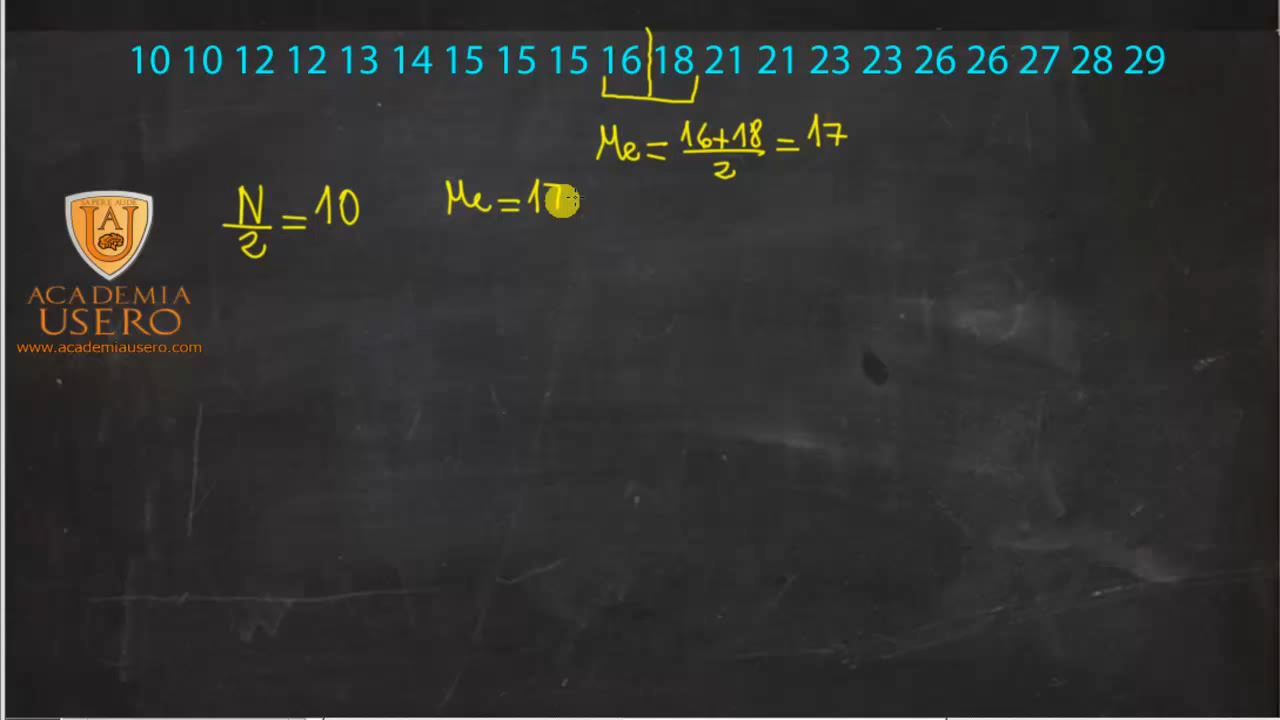 10 10 12 12 13 14 15 15 15 16 18 21 21 23 23 26 26 27 28 29
Me = 16+18/2 = 17
N/2 = 10 Me = 17
SAPERE AUDE
UA
ACADEMIA
USERO
www.academiausero.com